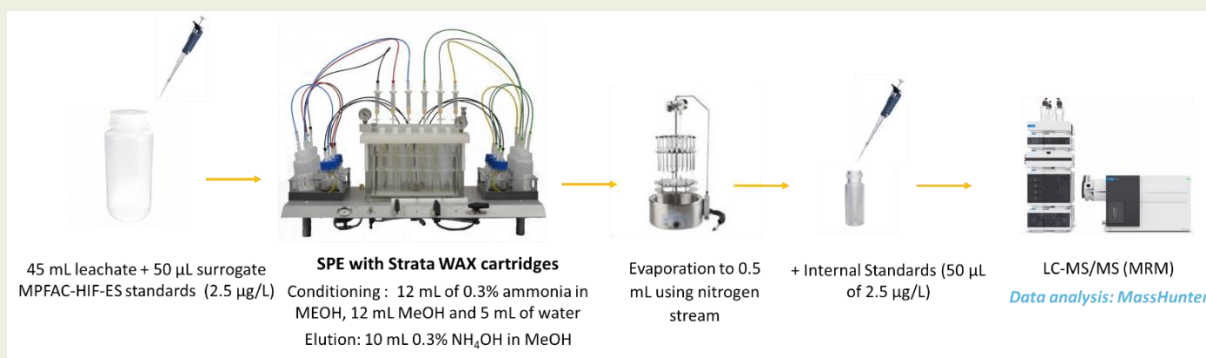 45 mL leachate + 50 µL surrogate
MPFAC-HIF-ES standards (2.5 µg/L)
SPE with Strata WAX cartridges
Conditioning : 12 mL of 0.3% ammonia in
MEOH, 12 mL MeOH and 5 mL of water
Elution: 10 mL 0.3% NH₄OH in MeOH
Evaporation to 0.5
mL using nitrogen
stream
+ Internal Standards (50 µL
of 2.5 µg/L)
LC-MS/MS (MRM)
Data analysis: MassHunter